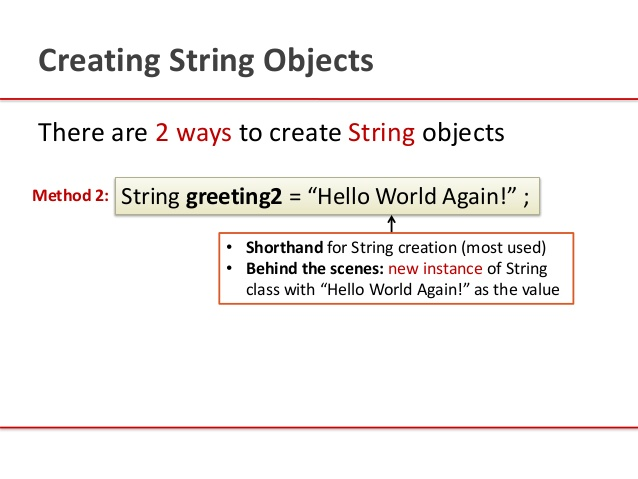 Creating String Objects
There are 2 ways to create String objects
Method 2: String greeting2 = “Hello World Again!” ;
• Shorthand for String creation (most used)
• Behind the scenes: new instance of String
class with “Hello World Again!” as the value